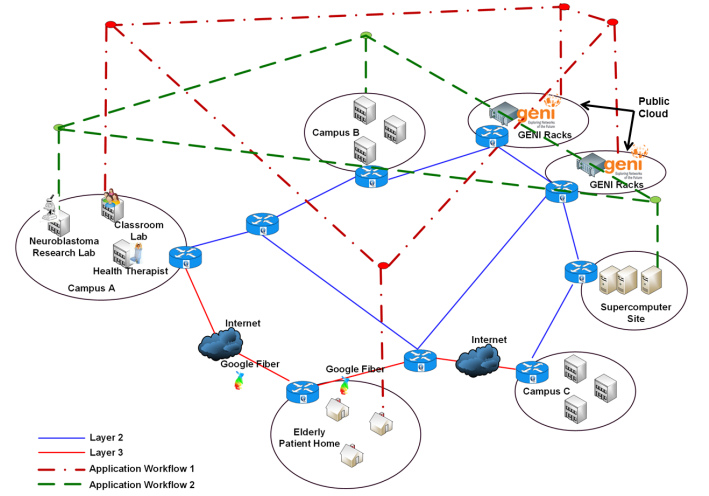 Public
Cloud
geni
Exploring Networks
of the Future
GENI Racks
Campus B
geni
Exploring Networks
of the Future
GENI Racks
Classroom
Lab
Neuroblastoma
Research Lab
Health Therapist
Campus A
Supercomputer
Site
Internet
Google Fiber
Google Fiber
Internet
Campus C
Elderly
Patient Home
Layer 2
Layer 3
Application Workflow 1
Application Workflow 2